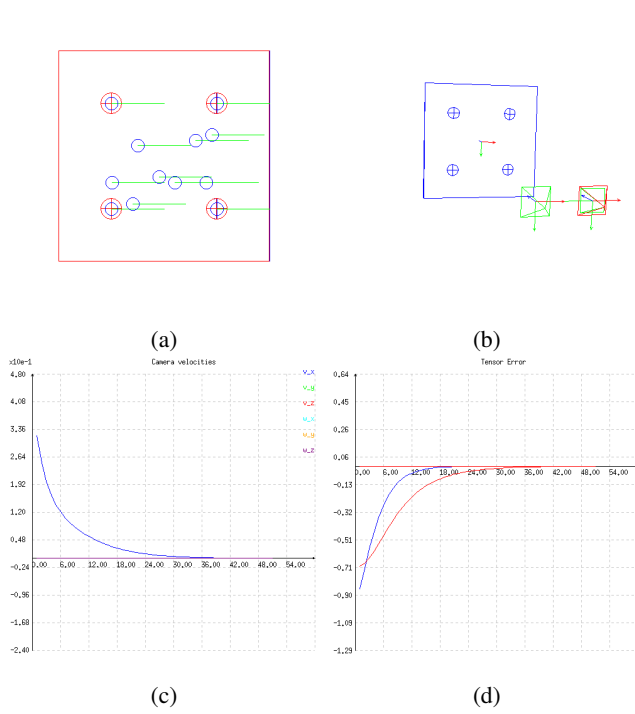 (a)
(b)
x10e-1
Camera velocities
4,80
4,08
3,36
2,64
1,92
1,20
0,48
-0,24
-0,96
-1,68
-2,40
0,00 6,00 12,00 18,00 24,00 30,00 36,00 42,00 48,00 54,00
v_x
v_y
v_z
w_x
w_y
w_z
Tensor Error
0,64
0,45
0,26
0,06
-0,13
-0,32
-0,51
-0,71
-0,90
-1,09
-1,29
0,00 6,00 12,00 18,00 24,00 30,00 36,00 42,00 48,00 54,00
(c)
(d)